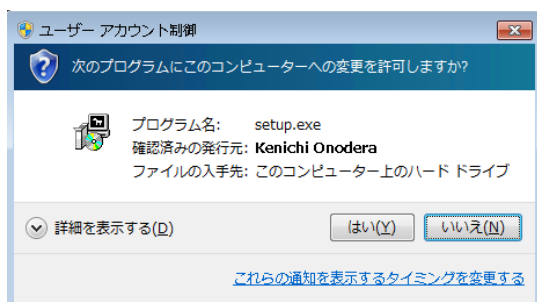 ユーザー アカウント制御
次のプログラムにこのコンピューターへの変更を許可しますか?
プログラム名: setup.exe
確認済みの発行元: Kenichi Onodera
ファイルの入手先: このコンピューター上のハード ドライブ
詳細を表示する(D)
はい(Y)
いいえ(N)
これらの通知を表示するタイミングを変更する